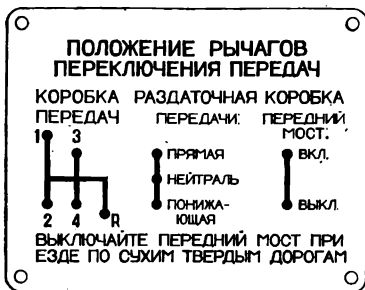 ПОЛОЖЕНИЕ РЫЧАГОВ
ПЕРЕКЛЮЧЕНИЯ ПЕРЕДАЧ
КОРОБКА РАЗДАТОЧНАЯ КОРОБКА
ПЕРЕДАЧ ПЕРЕДАЧИ: ПЕРЕДНИЙ
МОСТ:
1 3
ПРЯМАЯ ВКЛ.
НЕЙТРАЛЬ
ПОНИЖА- ВЫКЛ.
2 4 R ЮЩАЯ
ВЫКЛЮЧАЙТЕ ПЕРЕДНИЙ МОСТ ПРИ
ЕЗДЕ ПО СУХИМ ТВЕРДЫМ ДОРОГАМ